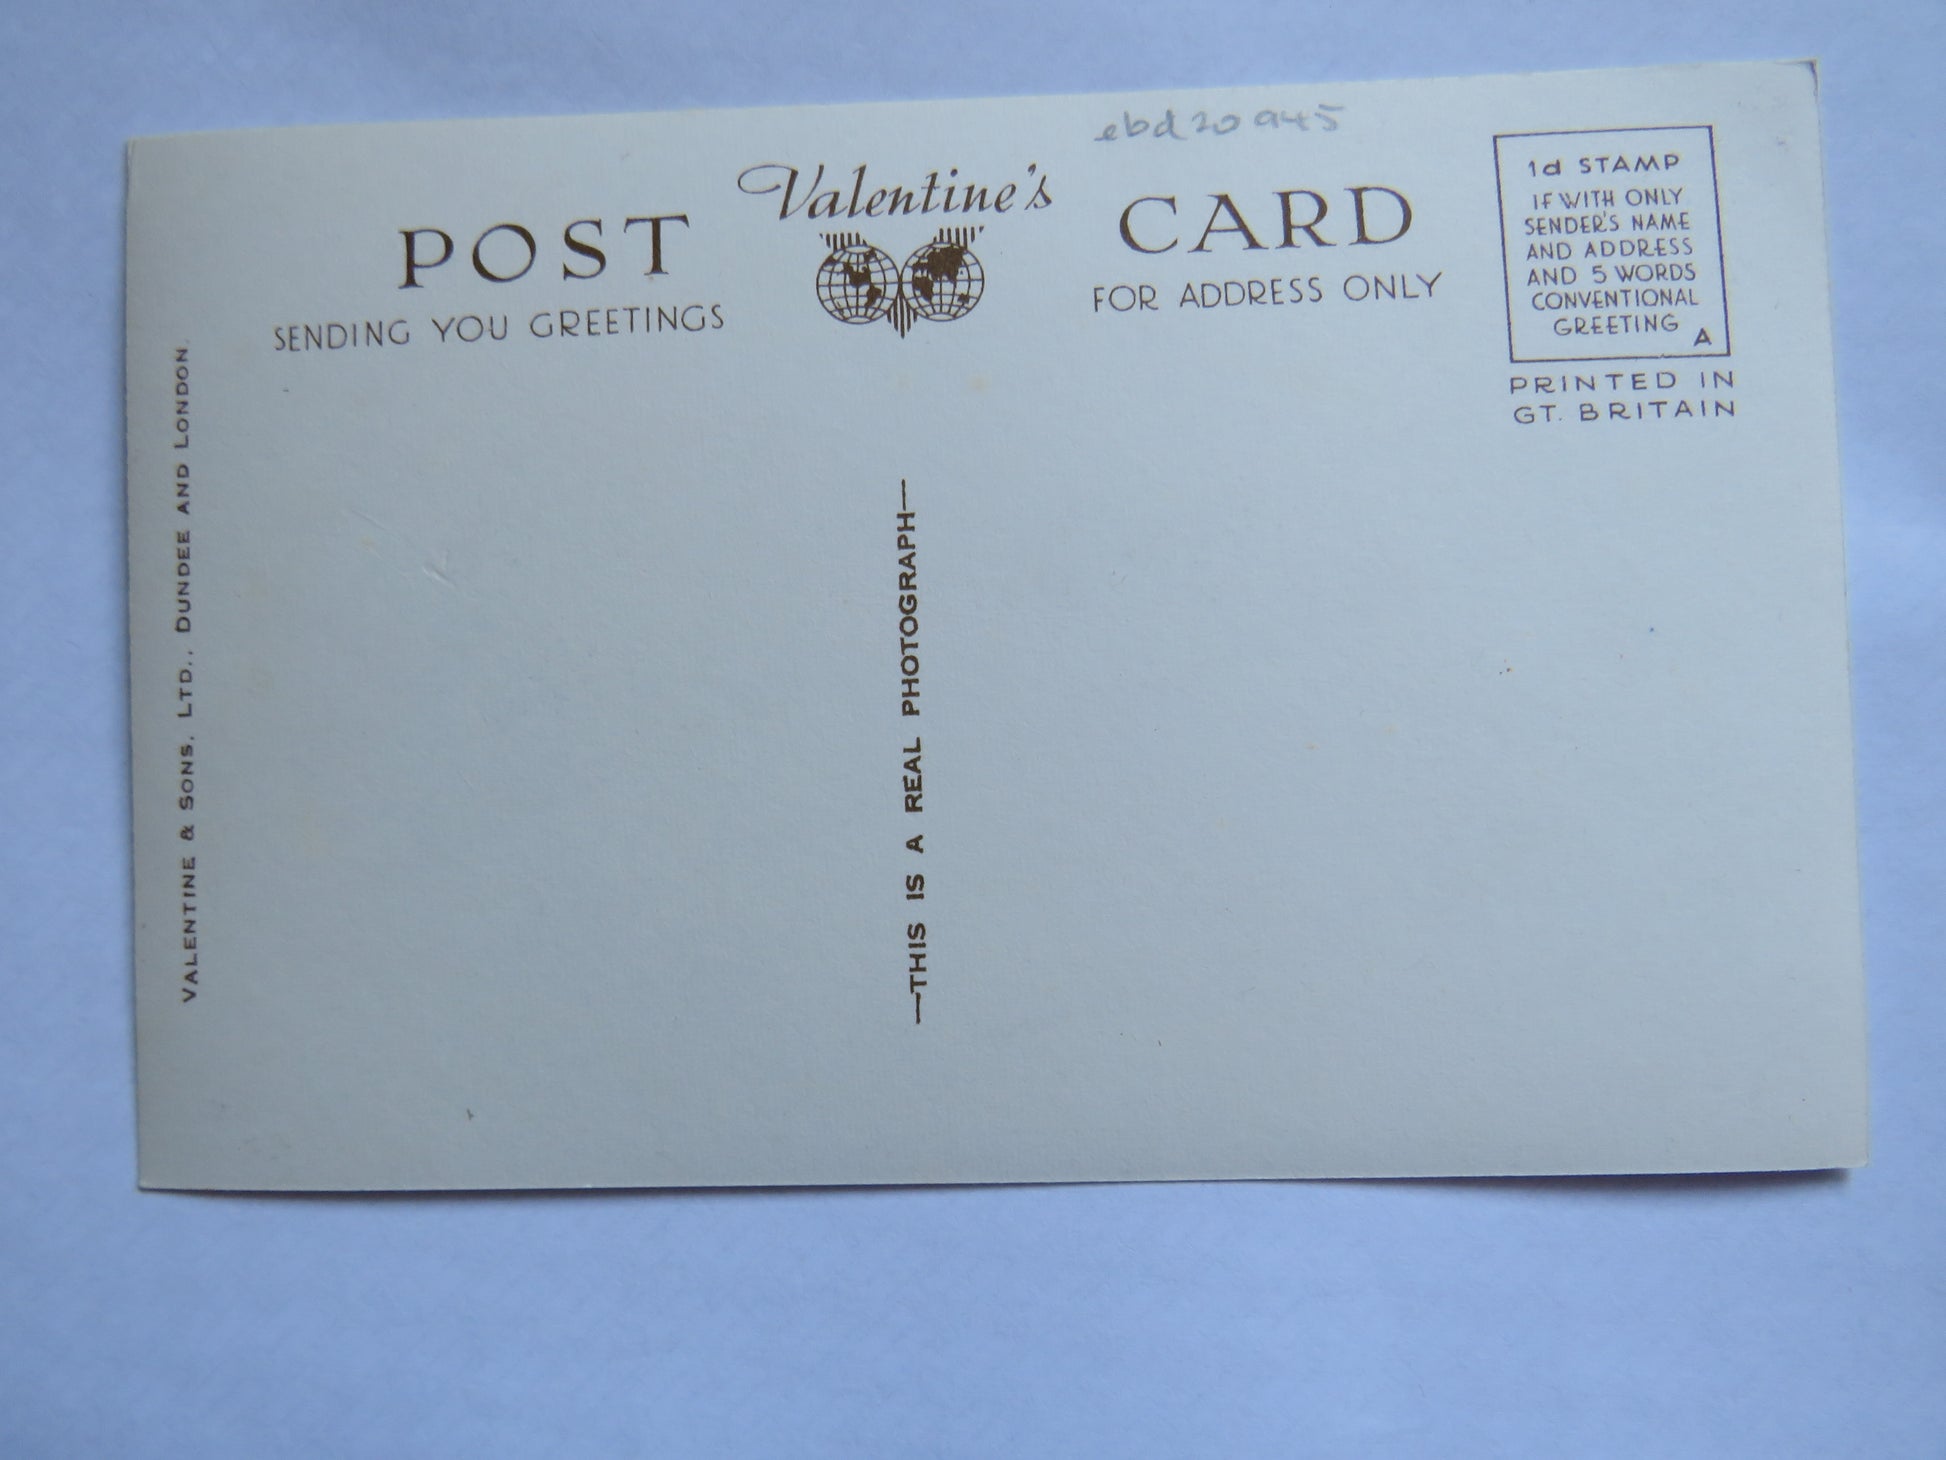 ebd20945
Valentine's
POST CARD
SENDING YOU GREETINGS
FOR ADDRESS ONLY
1d STAMP
IF WITH ONLY
SENDER'S NAME
AND ADDRESS
AND 5 WORDS
CONVENTIONAL
GREETING
A
PRINTED IN
GT. BRITAIN
VALENTINE & SONS, LTD., DUNDEE AND LONDON.
—THIS IS A REAL PHOTOGRAPH—